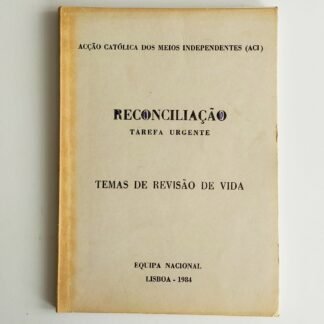 ACÇÃO CATÓLICA DOS MEIOS INDEPENDENTES (ACI)
RECONCILIAÇÃO
TAREFA URGENTE
TEMAS DE REVISÃO DE VIDA
EQUIPA NACIONAL
LISBOA - 1984